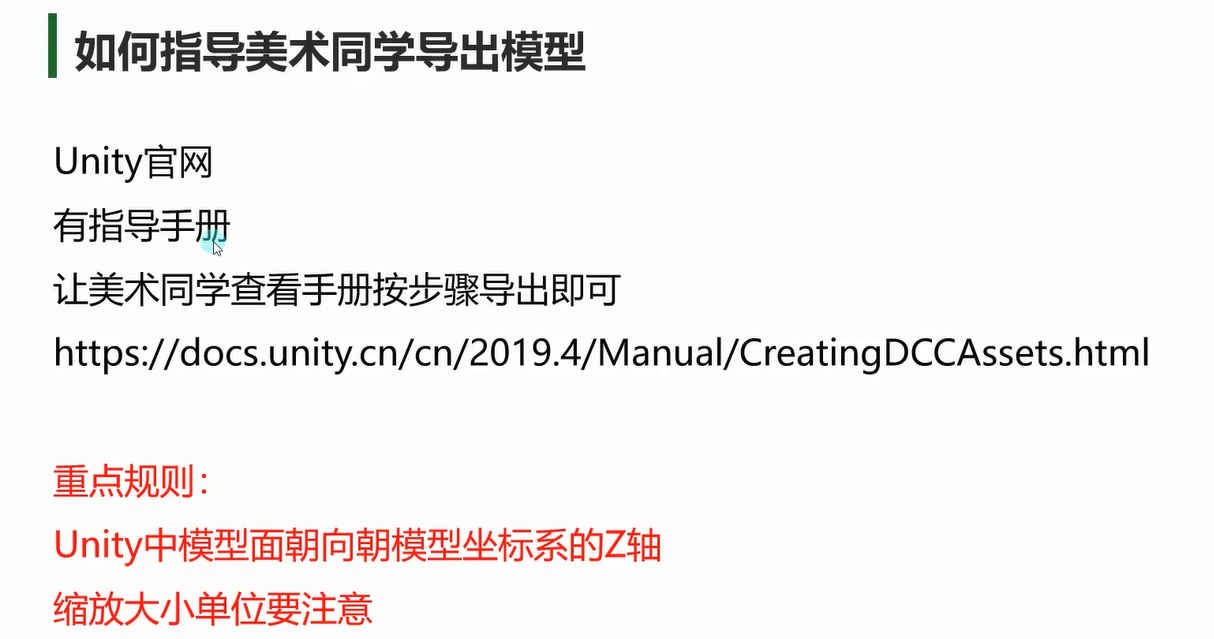 如何指导美术同学导出模型
Unity官网
有指导手册
让美术同学查看手册按步骤导出即可
https://docs.unity.cn/cn/2019.4/Manual/CreatingDCCAssets.html
重点规则：
Unity中模型面朝向朝模型坐标系的Z轴
缩放大小单位要注意